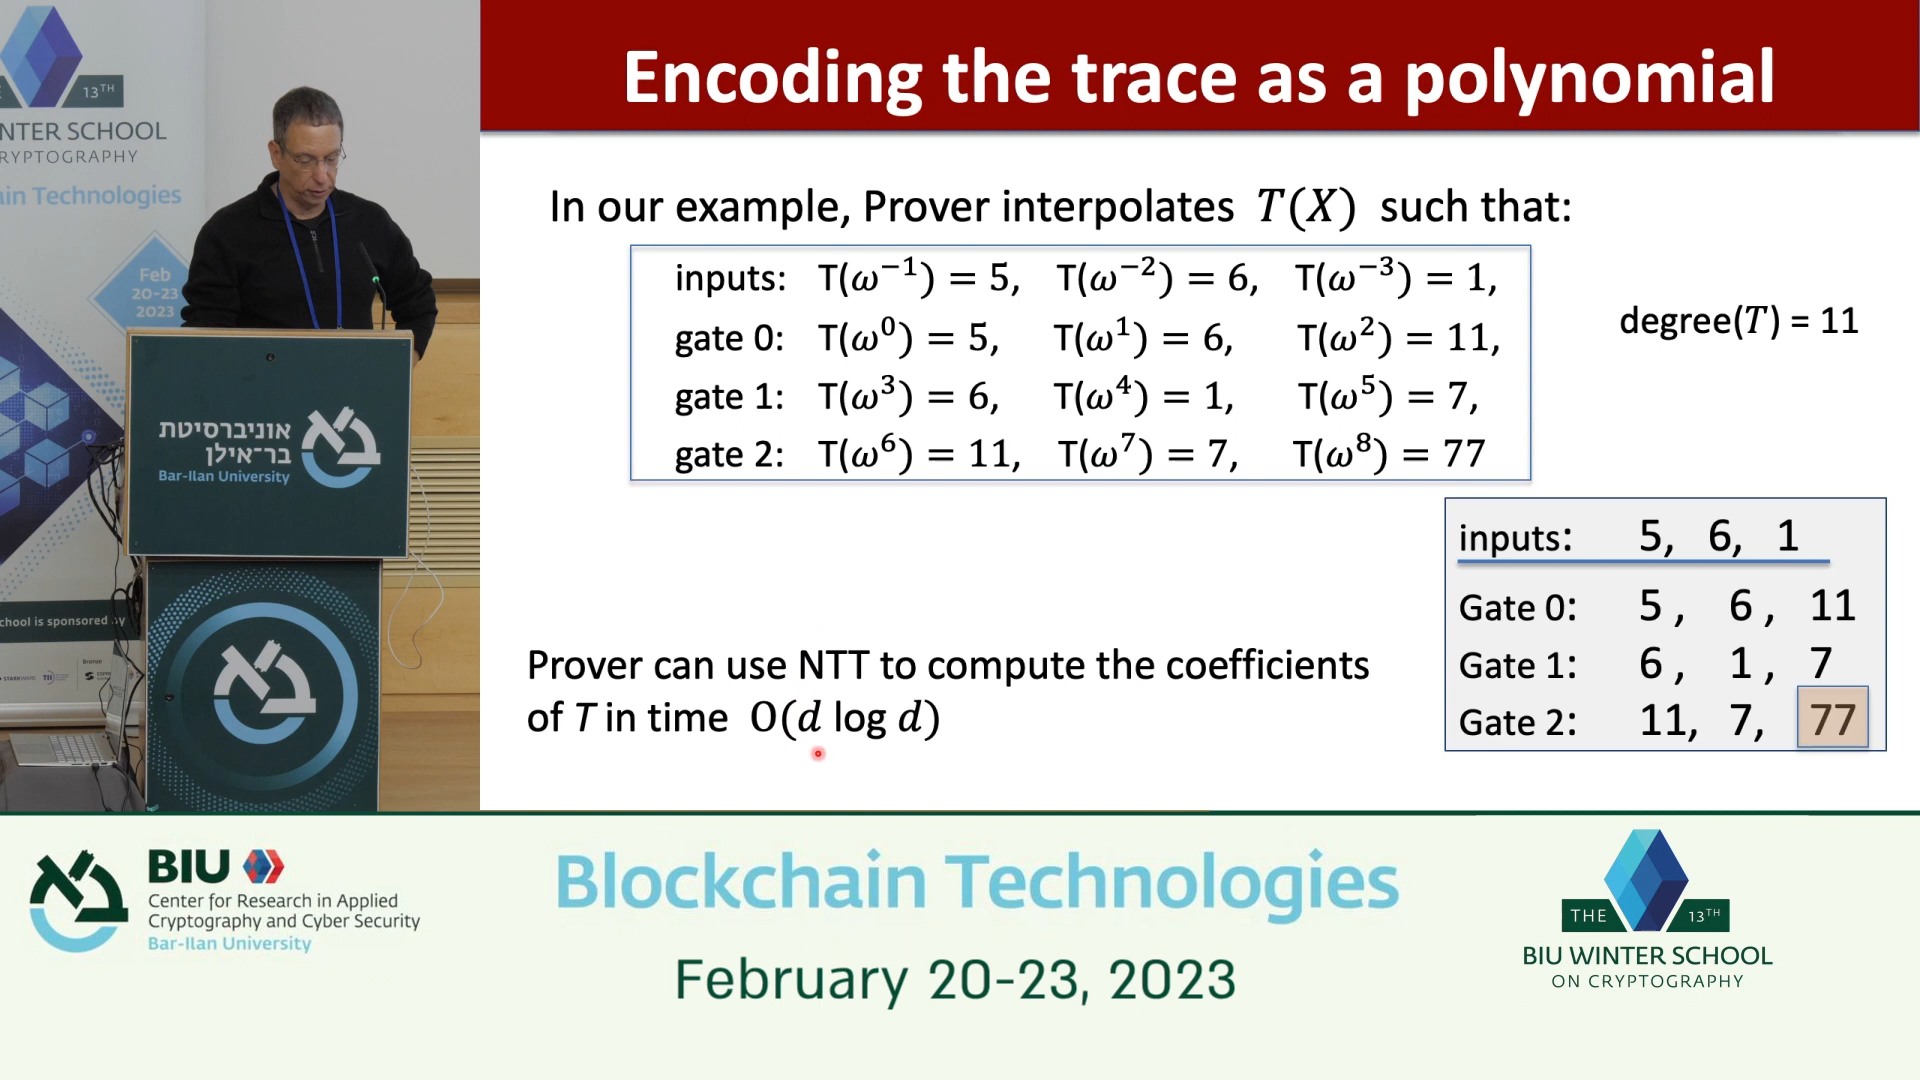 13TH
NTER SCHOOL
RYPTOGRAPHY
in Technologies
Feb
20-23
2023
אוניברסיטת
בר־אילן
Bar-Ilan University
chool is sponsored by
Bronze
STARKWARE
Encoding the trace as a polynomial
In our example, Prover interpolates T(X) such that:
inputs: T(ω⁻¹) = 5, T(ω⁻²) = 6, T(ω⁻³) = 1,
gate 0: T(ω⁰) = 5, T(ω¹) = 6, T(ω²) = 11,
gate 1: T(ω³) = 6, T(ω⁴) = 1, T(ω⁵) = 7,
gate 2: T(ω⁶) = 11, T(ω⁷) = 7, T(ω⁸) = 77
degree(T) = 11
inputs: 5, 6, 1
Gate 0: 5 , 6 , 11
Gate 1: 6 , 1 , 7
Gate 2: 11, 7, 77
Prover can use NTT to compute the coefficients
of T in time O(d log d)
BIU
Center for Research in Applied
Cryptography and Cyber Security
Bar-Ilan University
Blockchain Technologies
February 20-23, 2023
THE 13TH
BIU WINTER SCHOOL
ON CRYPTOGRAPHY